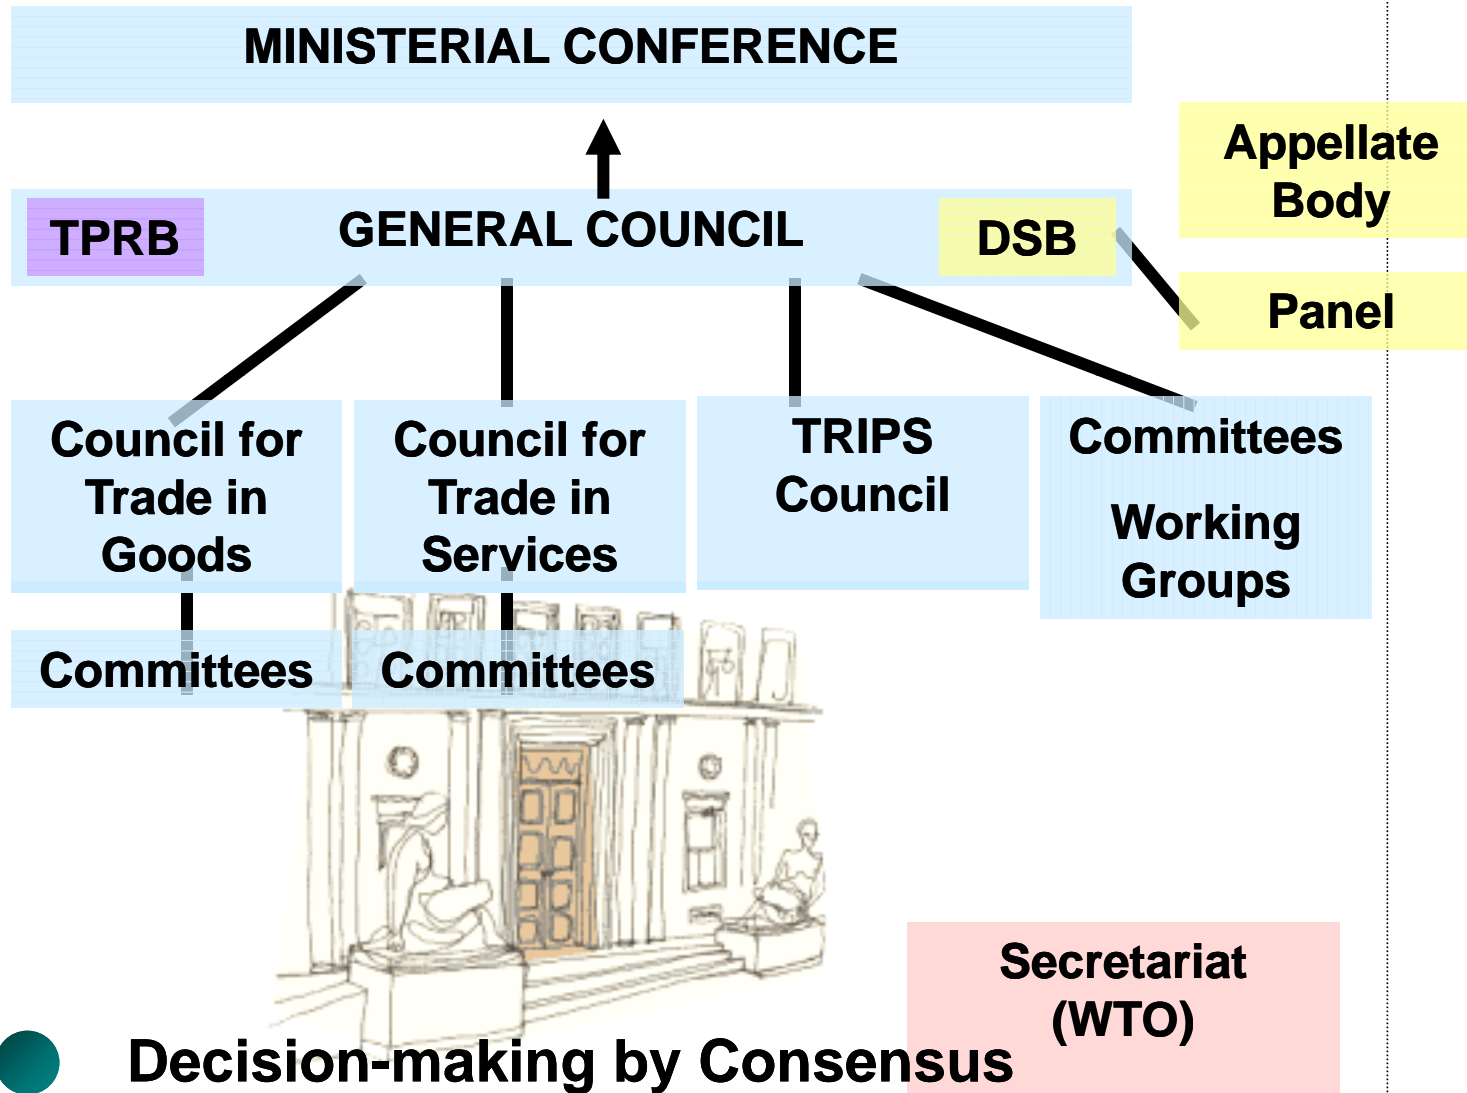 MINISTERIAL CONFERENCE
Appellate
Body
TPRB
GENERAL COUNCIL
DSB
Panel
Council for
Trade in
Goods
Council for
Trade in
Services
TRIPS
Council
Committees
Working
Groups
Committees
Committees
Secretariat
(WTO)
Decision-making by Consensus